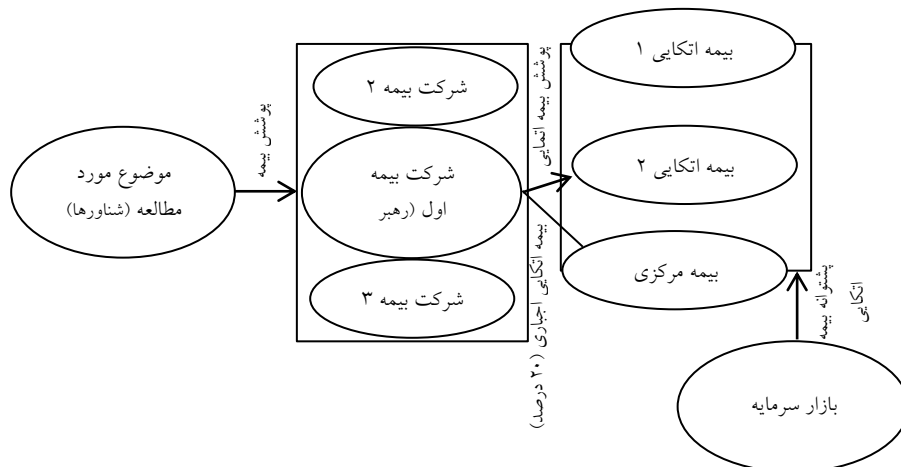 موضوع مورد
مطالعه (شناورها)
پوشش بیمه
شرکت بیمه ۲
شرکت بیمه
اول (رهبر
شرکت بیمه ۳
پوشش بیمه اتمایی
بیمه اتکایی اجباری (۲۰ درصد)
بیمه اتکایی ۱
بیمه اتکایی ۲
بیمه مرکزی
پشتوانه بیمه
اتکایی
بازار سرمایه